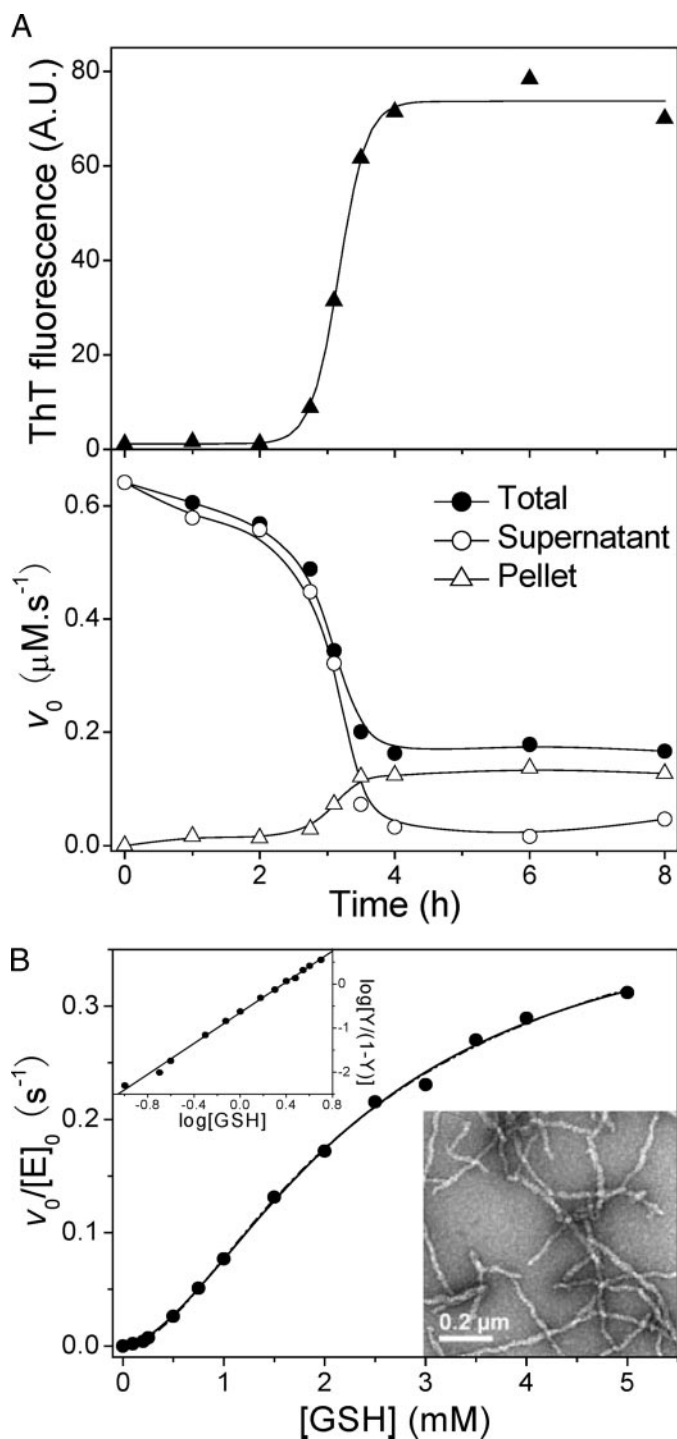 A
80
60
40
20
0
ThT fluorescence (A.U.)
0.6
0.4
0.2
0.0
v₀ (μM.s⁻¹)
Total
Supernatant
Pellet
0 2 4 6 8
Time (h)
B
0.3
0.2
0.1
0.0
v₀/[E]₀ (s⁻¹)
0
-1
-2
log[Y/(1-Y)]
-0.8 -0.4 0.0 0.4 0.8
log[GSH]
0.2 μm
0 1 2 3 4 5
[GSH] (mM)